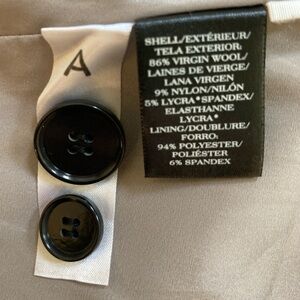 A
SHELL/EXTÉRIEUR/
TELA EXTERIOR:
86% VIRGIN WOOL/
LAINES DE VIERGE/
LANA VIRGEN
9% NYLON/NILÓN
5% LYCRA® SPANDEX/
ELASTHANNE
LYCRA®
LINING/DOUBLURE/
FORRO:
94% POLYESTER/
POLIÉSTER
6% SPANDEX